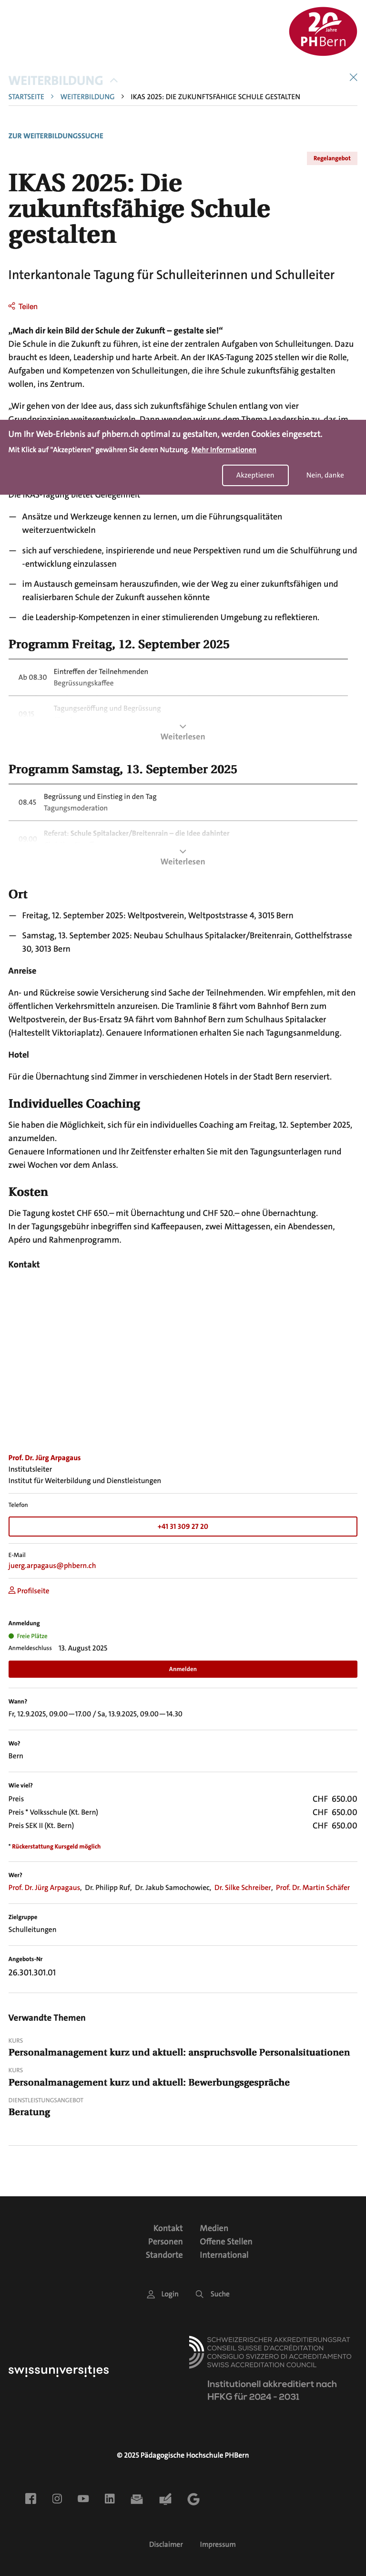 20 Jahre
PHBern
WEITERBILDUNG
STARTSEITE > WEITERBILDUNG > IKAS 2025: DIE ZUKUNFTSFÄHIGE SCHULE GESTALTEN
ZUR WEITERBILDUNGSSUCHE
Regelangebot
IKAS 2025: Die
zukunftsfähige Schule
gestalten
Interkantonale Tagung für Schulleiterinnen und Schulleiter
Teilen
„Mach dir kein Bild der Schule der Zukunft – gestalte sie!“
Die Schule in die Zukunft zu führen, ist eine der zentralen Aufgaben von Schulleitungen. Dazu
braucht es Ideen, Leadership und harte Arbeit. An der IKAS-Tagung 2025 stellen wir die Rolle,
Aufgaben und Kompetenzen von Schulleitungen, die ihre Schule zukunftsfähig gestalten
wollen, ins Zentrum.
„Wir gehen von der Idee aus, dass sich zukunftsfähige Schulen entlang von vier
Um Ihr Web-Erlebnis auf phbern.ch optimal zu gestalten, werden Cookies eingesetzt.
Mit Klick auf "Akzeptieren" gewähren Sie deren Nutzung. Mehr Informationen
Akzeptieren
Nein, danke
Die IKAS-Tagung bietet Gelegenheit
— Ansätze und Werkzeuge kennen zu lernen, um die Führungsqualitäten
weiterzuentwickeln
— sich auf verschiedene, inspirierende und neue Perspektiven rund um die Schulführung und
-entwicklung einzulassen
— im Austausch gemeinsam herauszufinden, wie der Weg zu einer zukunftsfähigen und
realisierbaren Schule der Zukunft aussehen könnte
— die Leadership-Kompetenzen in einer stimulierenden Umgebung zu reflektieren.
Programm Freitag, 12. September 2025
Ab 08.30
Eintreffen der Teilnehmenden
Begrüssungskaffee
Tagungseröffnung und Begrüssung
Weiterlesen
Programm Samstag, 13. September 2025
08.45
Begrüssung und Einstieg in den Tag
Tagungsmoderation
Referat: Schule Spitalacker/Breitenrain – die Idee dahinter
Weiterlesen
Ort
— Freitag, 12. September 2025: Weltpostverein, Weltpoststrasse 4, 3015 Bern
— Samstag, 13. September 2025: Neubau Schulhaus Spitalacker/Breitenrain, Gotthelfstrasse
30, 3013 Bern
Anreise
An- und Rückreise sowie Versicherung sind Sache der Teilnehmenden. Wir empfehlen, mit den
öffentlichen Verkehrsmitteln anzureisen. Die Tramlinie 8 fährt vom Bahnhof Bern zum
Weltpostverein, der Bus-Ersatz 9A fährt vom Bahnhof Bern zum Schulhaus Spitalacker
(Haltestellt Viktoriaplatz). Genauere Informationen erhalten Sie nach Tagungsanmeldung.
Hotel
Für die Übernachtung sind Zimmer in verschiedenen Hotels in der Stadt Bern reserviert.
Individuelles Coaching
Sie haben die Möglichkeit, sich für ein individuelles Coaching am Freitag, 12. September 2025,
anzumelden.
Genauere Informationen und Ihr Zeitfenster erhalten Sie mit den Tagungsunterlagen rund
zwei Wochen vor dem Anlass.
Kosten
Die Tagung kostet CHF 650.– mit Übernachtung und CHF 520.– ohne Übernachtung.
In der Tagungsgebühr inbegriffen sind Kaffeepausen, zwei Mittagessen, ein Abendessen,
Apéro und Rahmenprogramm.
Kontakt
Prof. Dr. Jürg Arpagaus
Institutsleiter
Institut für Weiterbildung und Dienstleistungen
Telefon
+41 31 309 27 20
E-Mail
juerg.arpagaus@phbern.ch
Profilseite
Anmeldung
Freie Plätze
Anmeldeschluss 13. August 2025
Anmelden
Wann?
Fr, 12.9.2025, 09.00—17.00 / Sa, 13.9.2025, 09.00—14.30
Wo?
Bern
Wie viel?
Preis CHF 650.00
Preis * Volksschule (Kt. Bern) CHF 650.00
Preis SEK II (Kt. Bern) CHF 650.00
* Rückerstattung Kursgeld möglich
Wer?
Prof. Dr. Jürg Arpagaus, Dr. Philipp Ruf, Dr. Jakub Samochowiec, Dr. Silke Schreiber, Prof. Dr. Martin Schäfer
Zielgruppe
Schulleitungen
Angebots-Nr
26.301.301.01
Verwandte Themen
KURS
Personalmanagement kurz und aktuell: anspruchsvolle Personalsituationen
KURS
Personalmanagement kurz und aktuell: Bewerbungsgespräche
DIENSTLEISTUNGSANGEBOT
Beratung
Kontakt Medien
Personen Offene Stellen
Standorte International
Login Suche
SCHWEIZERISCHER AKKREDITIERUNGSRAT
CONSEIL SUISSE D'ACCRÉDITATION
CONSIGLIO SVIZZERO DI ACCREDITAMENTO
SWISS ACCREDITATION COUNCIL
swissuniversities
Institutionell akkreditiert nach
HFKG für 2024 - 2031
© 2025 Pädagogische Hochschule PHBern
Disclaimer Impressum